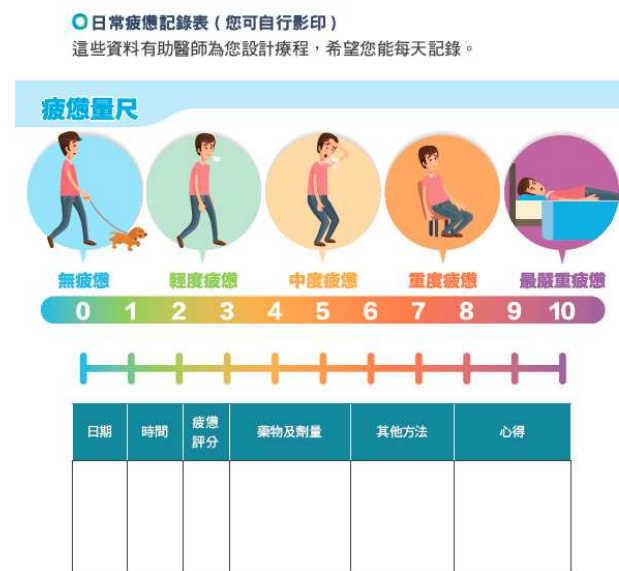 日常疲憊記錄表(您可自行影印)
這些資料有助醫師為您設計療程,希望您能每天記錄。
疲憊量尺
無疲憊 輕度疲憊 中度疲憊 重度疲憊 最嚴重疲憊
0 1 2 3 4 5 6 7 8 9 10
日期 時間 疲憊評分 藥物及劑量 其他方法 心得